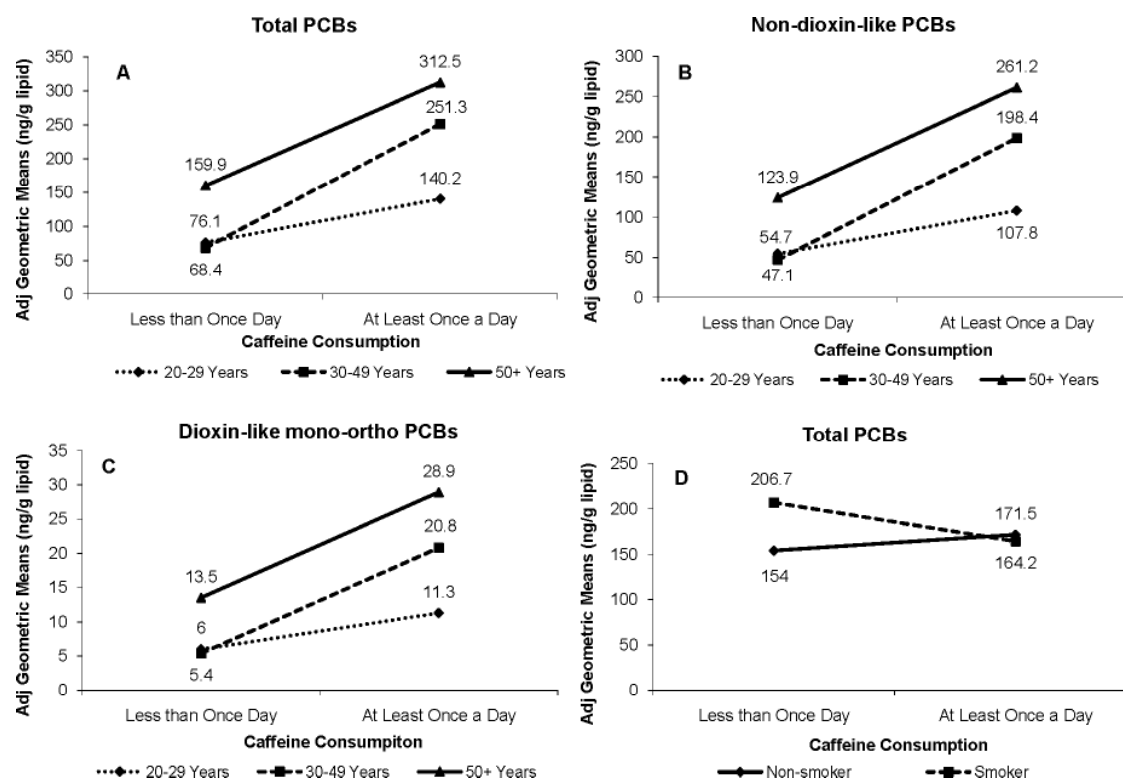 Total PCBs
A
Adj Geometric Means (ng/g lipid)
350
300
250
200
150
100
50
0
159.9
76.1
68.4
312.5
251.3
140.2
Less than Once Day
At Least Once a Day
Caffeine Consumption
20-29 Years
30-49 Years
50+ Years
Non-dioxin-like PCBs
B
Adj Geometric Means (ng/g lipid)
300
250
200
150
100
50
0
123.9
54.7
47.1
261.2
198.4
107.8
Less than Once Day
At Least Once a Day
Caffeine Consumption
20-29 Years
30-49 Years
50+ Years
Dioxin-like mono-ortho PCBs
C
Adj Geometric Means (ng/g lipid)
35
30
25
20
15
10
5
0
13.5
6
5.4
28.9
20.8
11.3
Less than Once Day
At Least Once a Day
Caffeine Consumpiton
20-29 Years
30-49 Years
50+ Years
Total PCBs
D
Adj Geometric Means (ng/g lipid)
250
200
150
100
50
0
206.7
154
171.5
164.2
Less than Once Day
At Least Once a Day
Caffeine Consumption
Non-smoker
Smoker